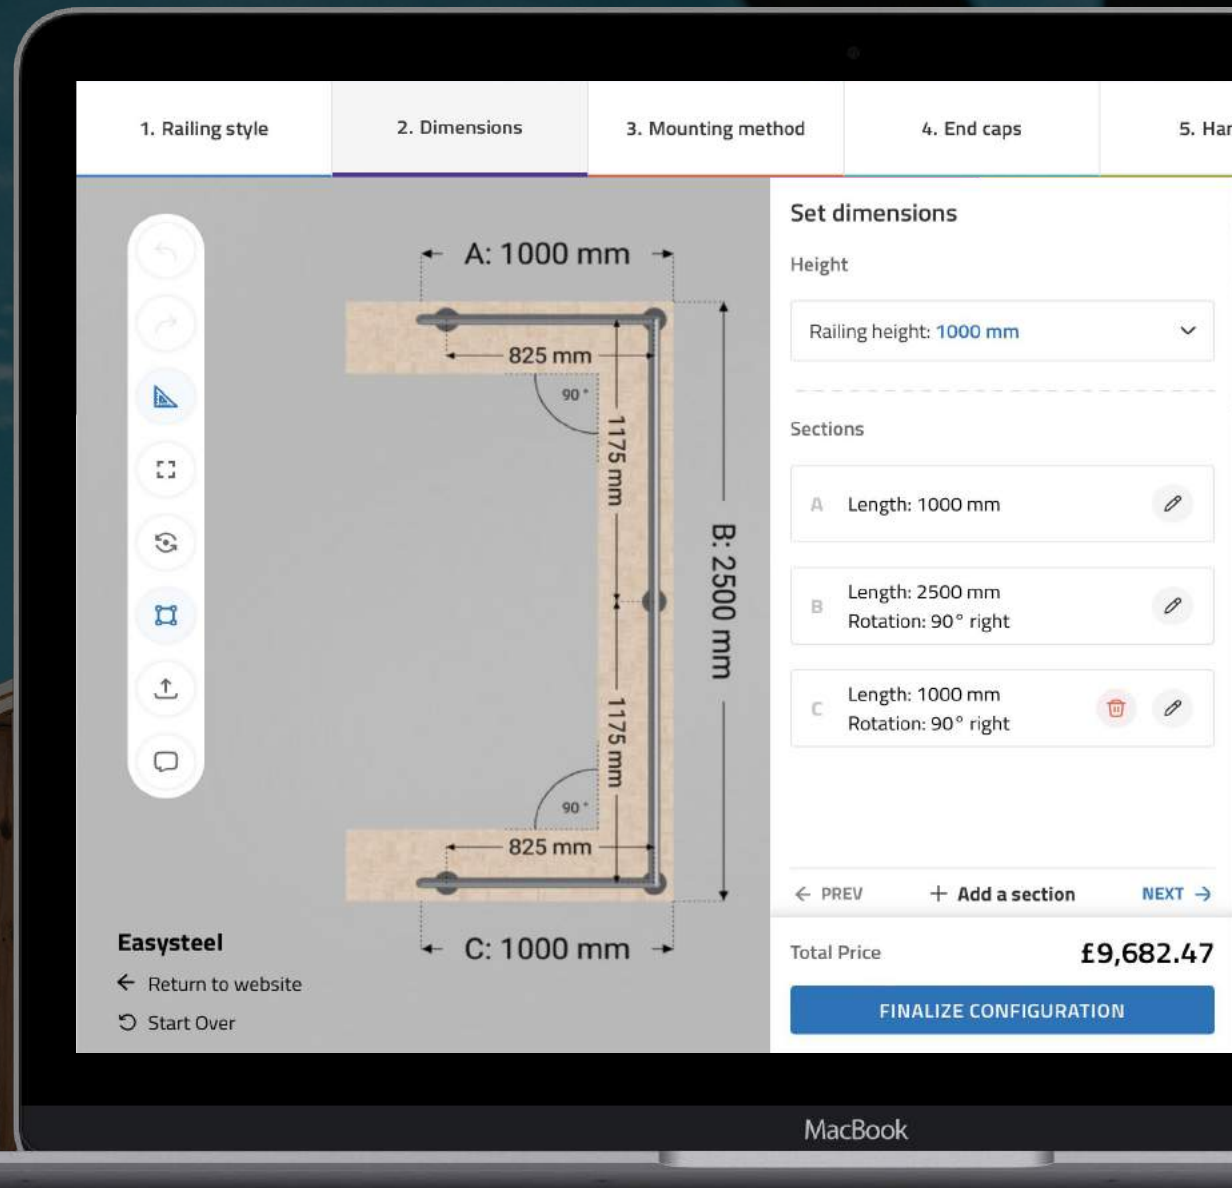 1. Railing style
2. Dimensions
3. Mounting method
4. End caps
5. Har
A: 1000 mm
825 mm
90°
1175 mm
B: 2500 mm
1175 mm
90°
825 mm
C: 1000 mm
Easysteel
Return to website
Start Over
Set dimensions
Height
Railing height: 1000 mm
Sections
A
Length: 1000 mm
B
Length: 2500 mm
Rotation: 90° right
C
Length: 1000 mm
Rotation: 90° right
← PREV
+ Add a section
NEXT →
Total Price
£9,682.47
FINALIZE CONFIGURATION
MacBook